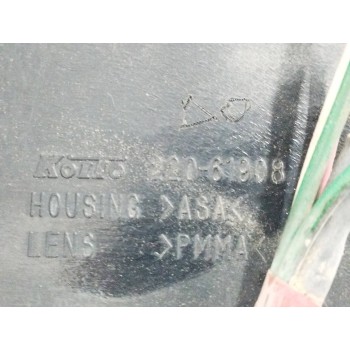 KOITO 220-61908
HOUSING >ASA<
LENS >PMMA<